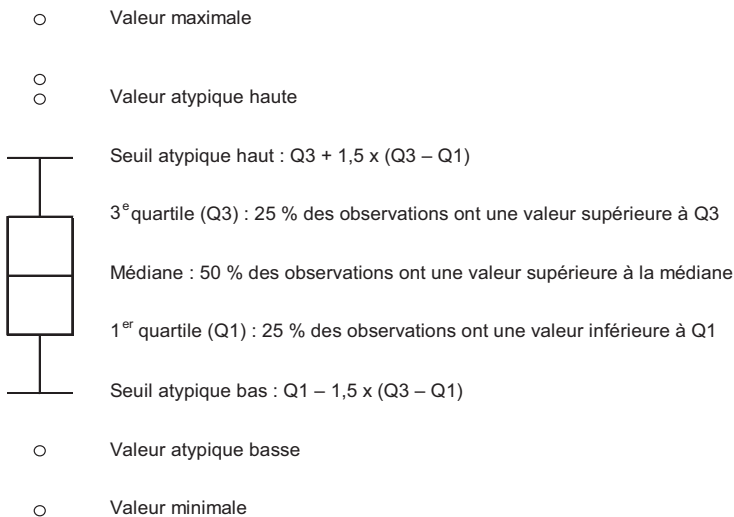 Valeur maximale
Valeur atypique haute
Seuil atypique haut : Q3 + 1,5 x (Q3 – Q1)
3e quartile (Q3) : 25 % des observations ont une valeur supérieure à Q3
Médiane : 50 % des observations ont une valeur supérieure à la médiane
1er quartile (Q1) : 25 % des observations ont une valeur inférieure à Q1
Seuil atypique bas : Q1 – 1,5 x (Q3 – Q1)
Valeur atypique basse
Valeur minimale